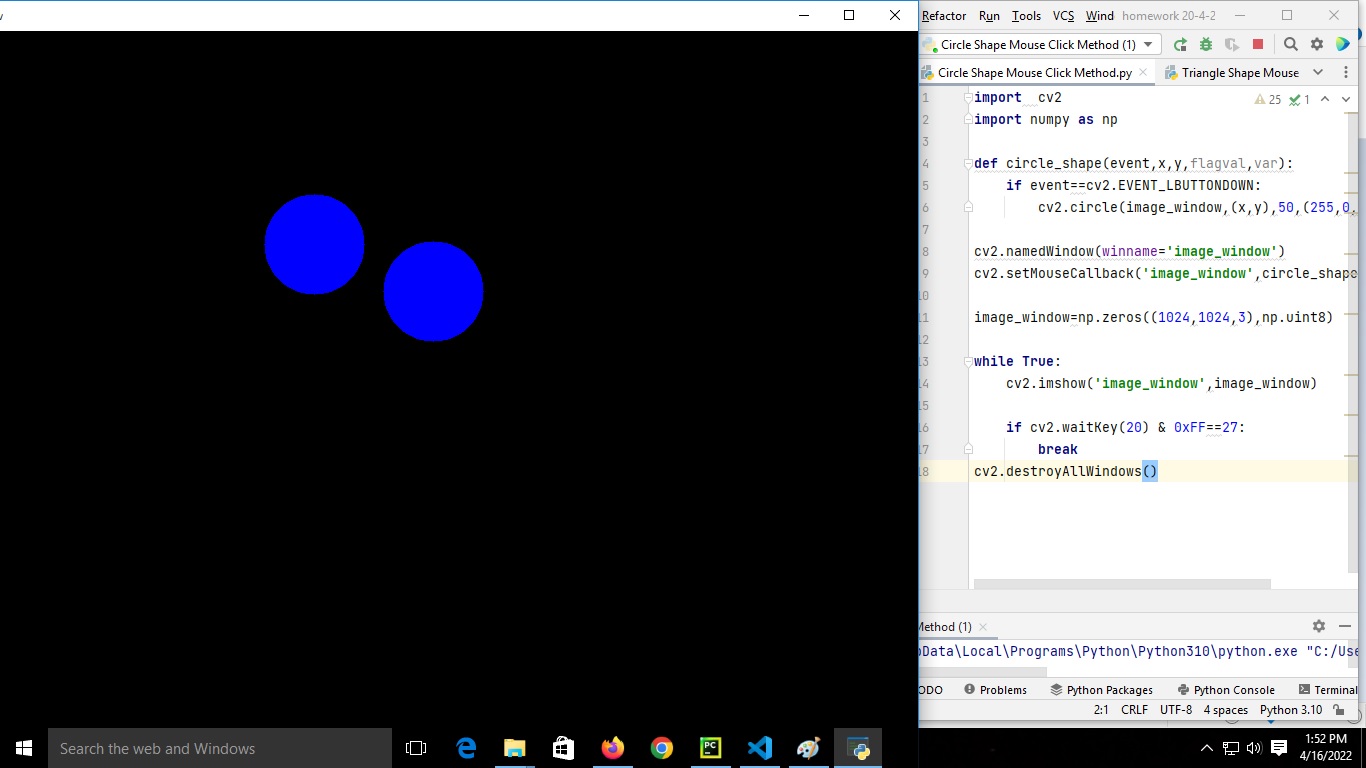 Refactor Run Tools VCS Wind homework 20-4-2
Circle Shape Mouse Click Method (1)
Circle Shape Mouse Click Method.py Triangle Shape Mouse
1 import cv2 25 1
2 import numpy as np
3
4 def circle_shape(event,x,y,flagval,var):
5 if event==cv2.EVENT_LBUTTONDOWN:
6 cv2.circle(image_window,(x,y),50,(255,0,
7
8 cv2.namedWindow(winname='image_window')
9 cv2.setMouseCallback('image_window',circle_shape
10
11 image_window=np.zeros((1024,1024,3),np.uint8)
12
13 while True:
14 cv2.imshow('image_window',image_window)
15
16 if cv2.waitKey(20) & 0xFF==27:
17 break
18 cv2.destroyAllWindows()
Method (1)
pData\Local\Programs\Python\Python310\python.exe "C:/Use
ODO Problems Python Packages Python Console Terminal
2:1 CRLF UTF-8 4 spaces Python 3.10
Search the web and Windows
1:52 PM
4/16/2022